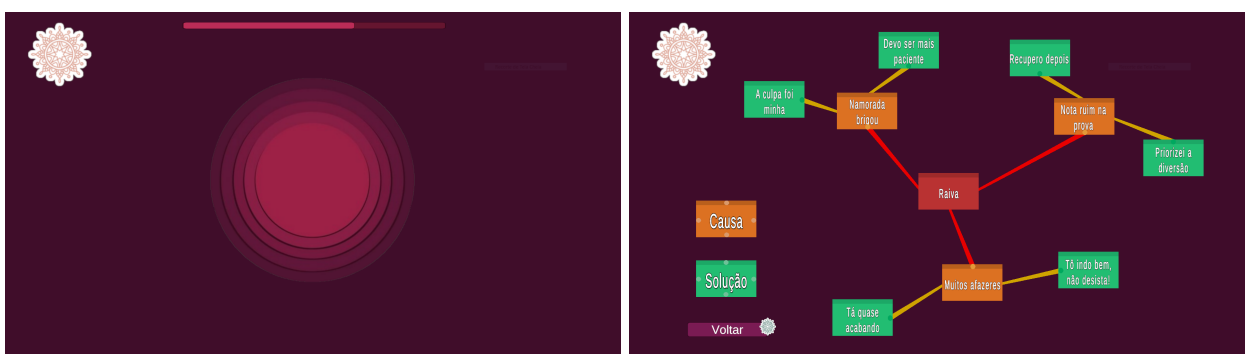 Devo ser mais
paciente
Recupero depois
A culpa foi
minha
Namorada
brigou
Nota ruim na
prova
Priorizei a
diversão
Raiva
Causa
Solução
Tô indo bem,
não desista!
Muitos afazeres
Tá quase
acabando
Voltar